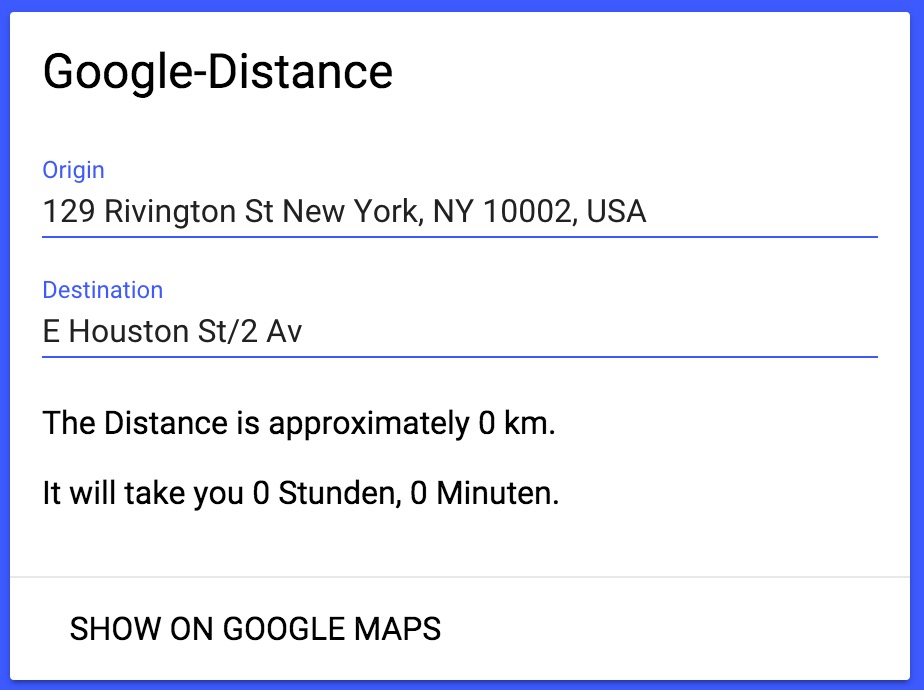 Google-Distance
Origin
129 Rivington St New York, NY 10002, USA
Destination
E Houston St/2 Av
The Distance is approximately 0 km.
It will take you 0 Stunden, 0 Minuten.
SHOW ON GOOGLE MAPS